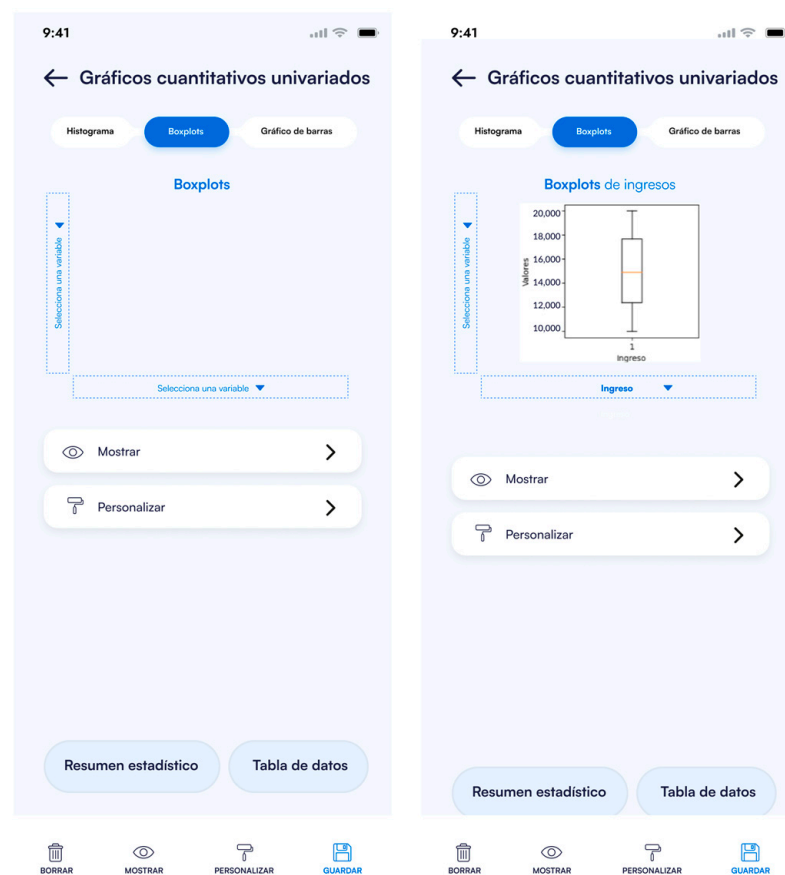 9:41
Gráficos cuantitativos univariados
Histograma
Boxplots
Gráfico de barras
Boxplots
Selecciona una variable
Selecciona una variable
Mostrar
Personalizar
Resumen estadístico
Tabla de datos
BORRAR
MOSTRAR
PERSONALIZAR
GUARDAR
9:41
Gráficos cuantitativos univariados
Histograma
Boxplots
Gráfico de barras
Boxplots de ingresos
Selecciona una variable
Valores
20,000
18,000
16,000
14,000
12,000
10,000
1
Ingreso
Ingreso
Mostrar
Personalizar
Resumen estadístico
Tabla de datos
BORRAR
MOSTRAR
PERSONALIZAR
GUARDAR